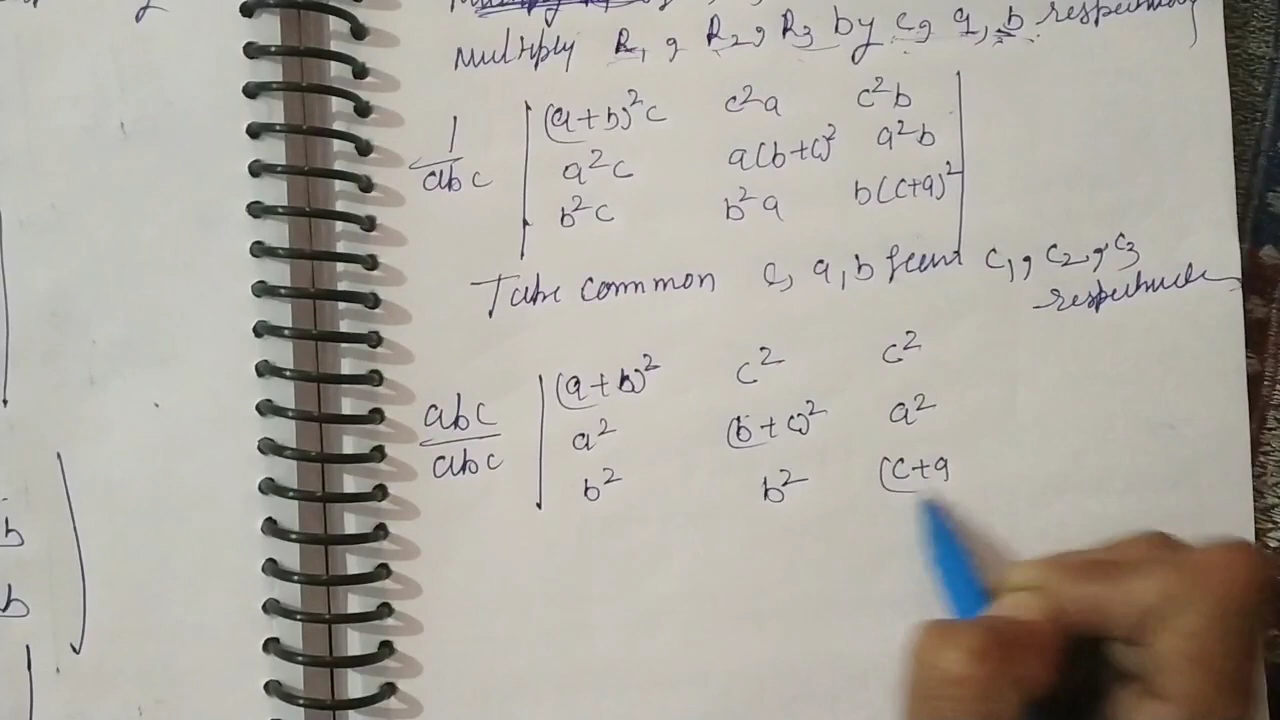 Multiply R₁, R₂, R₃ by c, a, b respectively
1/abc | (a+b)²c c²a c²b |
a²c a(b+c)² a²b
b²c b²a b(c+a)²
Take common c, a, b from C₁, C₂, C₃
respectively
abc/abc | (a+b)² c² c²
a² (b+c)² a²
b² b² (c+a
b
b